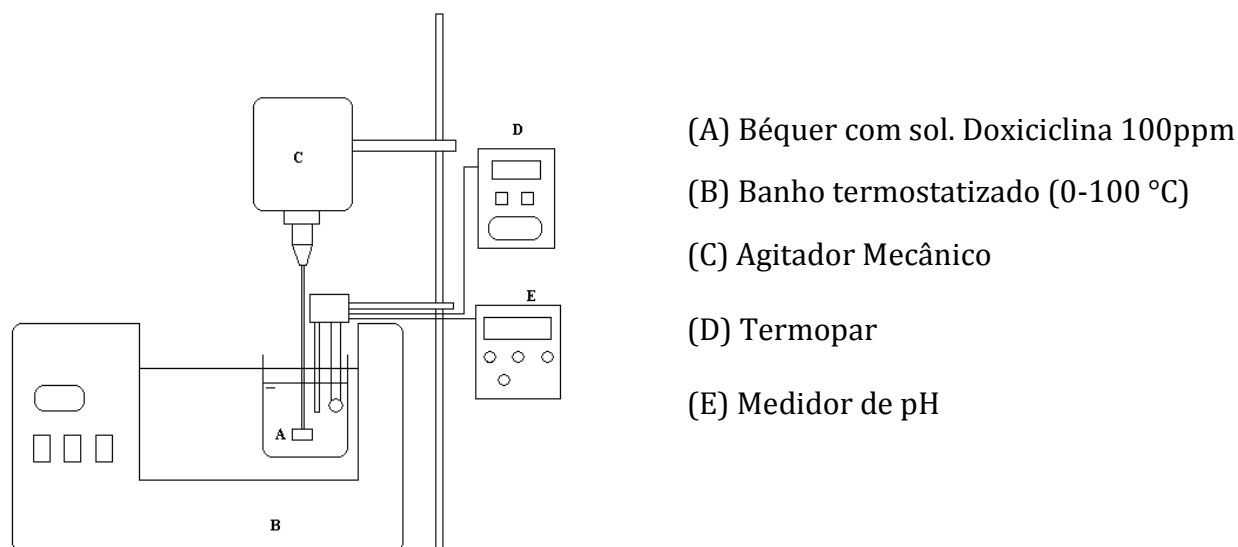 C
D
E
A
B
(A) Béquer com sol. Doxiciclina 100ppm
(B) Banho termostatizado (0-100 °C)
(C) Agitador Mecânico
(D) Termopar
(E) Medidor de pH